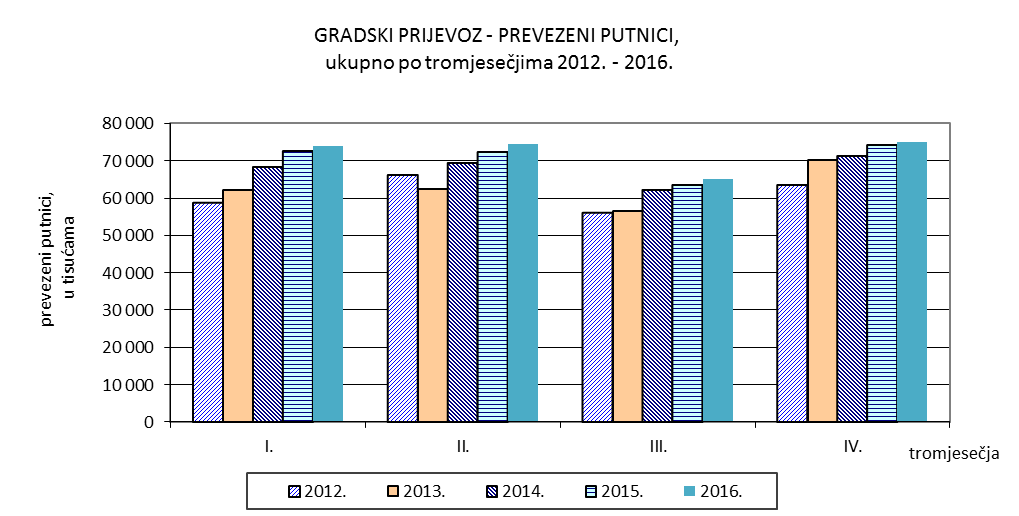 GRADSKI PRIJEVOZ - PREVEZENI PUTNICI,
ukupno po tromjesečjima 2012. - 2016.
prevezeni putnici,
u tisućama
80 000
70 000
60 000
50 000
40 000
30 000
20 000
10 000
0
I.
II.
III.
IV.
tromjesečja
2012.
2013.
2014.
2015.
2016.